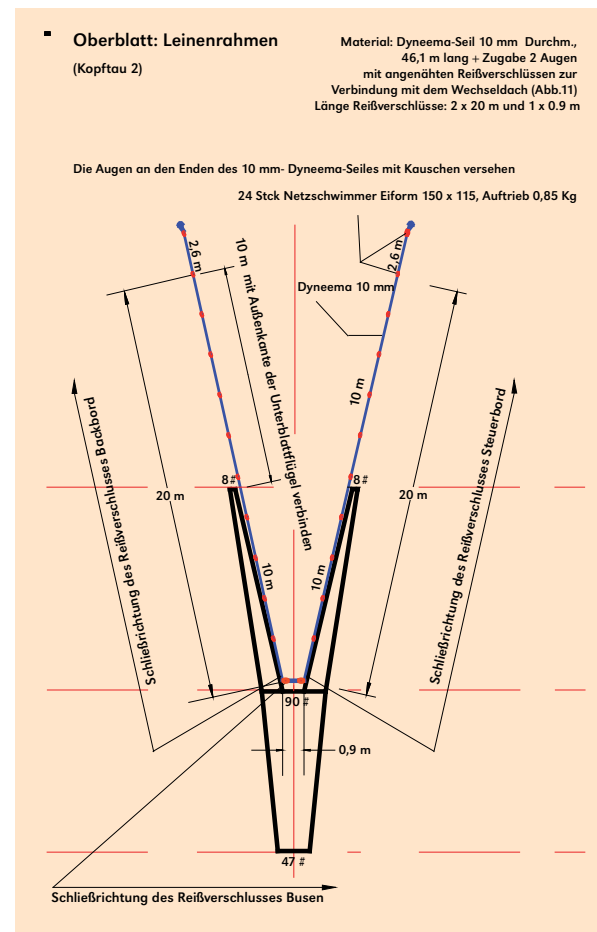 Oberblatt: Leinenrahmen
(Kopftau 2)
Material: Dyneema-Seil 10 mm Durchm.,
46,1 m lang + Zugabe 2 Augen
mit angenähten Reißverschlüssen zur
Verbindung mit dem Wechseldach (Abb.11)
Länge Reißverschlüsse: 2 x 20 m und 1 x 0.9 m
Die Augen an den Enden des 10 mm- Dyneema-Seiles mit Kauschen versehen
24 Stck Netzschwimmer Eiform 150 x 115, Auftrieb 0,85 Kg
2,6 m
10 m mit Außenkante der Unterblattflügel verbinden
2,6 m
Dyneema 10 mm
10 m
Schließrichtung des Reißverschlusses Backbord
Schließrichtung des Reißverschlusses Steuerbord
8#
8#
20 m
20 m
10 m
10 m
90 #
0,9 m
47 #
Schließrichtung des Reißverschlusses Busen